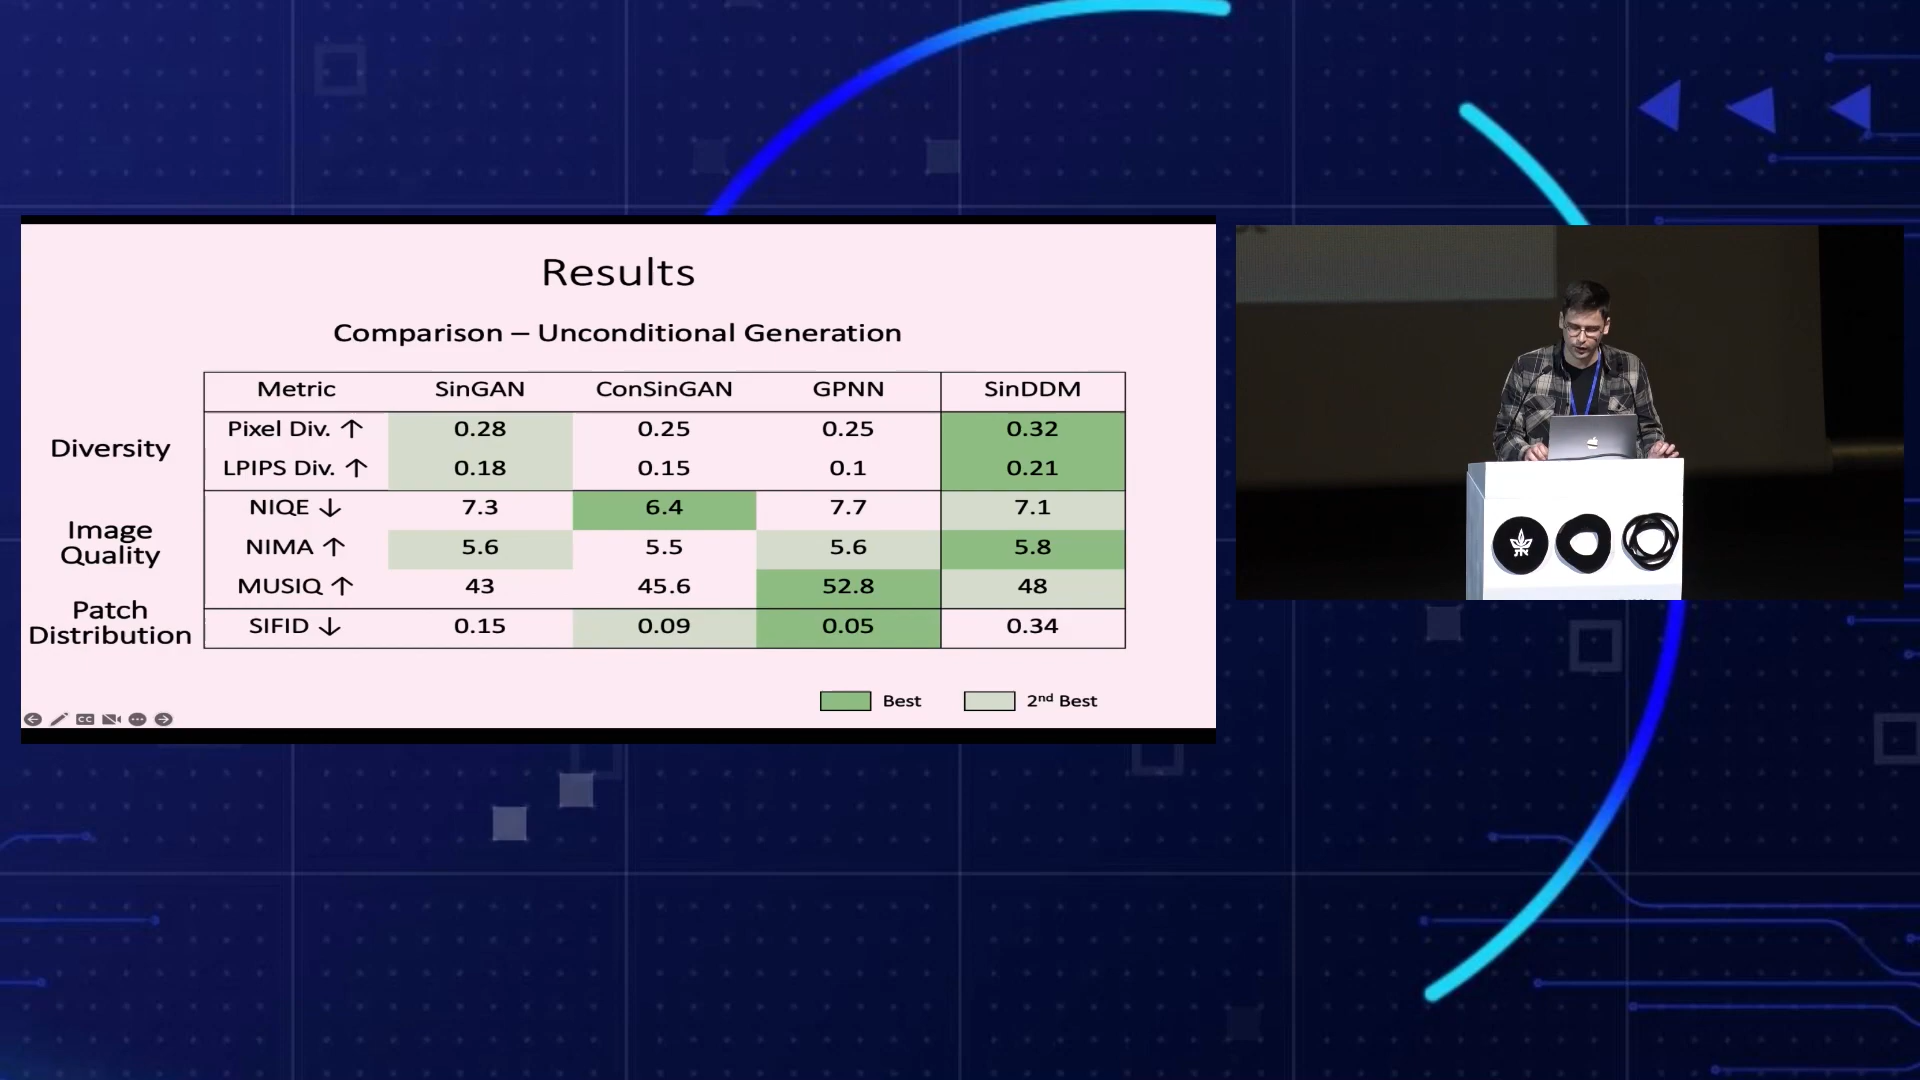 Results
Comparison – Unconditional Generation
Metric SinGAN ConSinGAN GPNN SinDDM
Diversity
Pixel Div. ↑ 0.28 0.25 0.25 0.32
LPIPS Div. ↑ 0.18 0.15 0.1 0.21
Image
Quality
NIQE ↓ 7.3 6.4 7.7 7.1
NIMA ↑ 5.6 5.5 5.6 5.8
MUSIQ ↑ 43 45.6 52.8 48
Patch
Distribution
SIFID ↓ 0.15 0.09 0.05 0.34
Best 2nd Best
CC